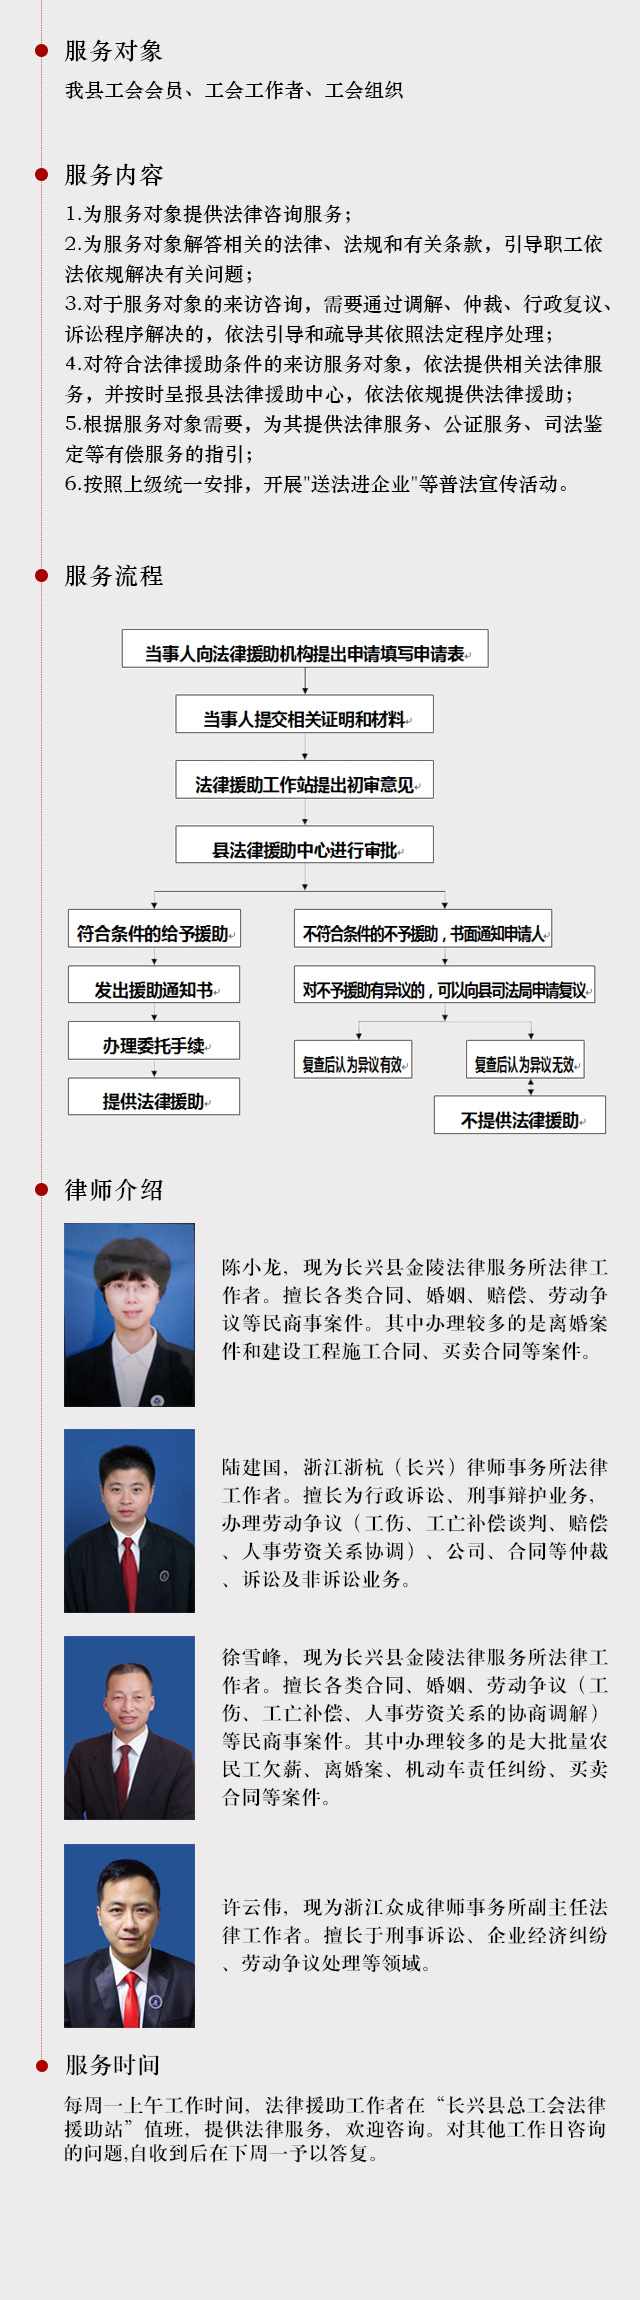 服务对象
我县工会会员、工会工作者、工会组织
服务内容
1.为服务对象提供法律咨询服务；
2.为服务对象解答相关的法律、法规和有关条款，引导职工依
法依规解决有关问题；
3.对于服务对象的来访咨询，需要通过调解、仲裁、行政复议、
诉讼程序解决的，依法引导和疏导其依照法定程序处理；
4.对符合法律援助条件的来访服务对象，依法提供相关法律服
务，并按时呈报县法律援助中心，依法依规提供法律援助；
5.根据服务对象需要，为其提供法律服务、公证服务、司法鉴
定等有偿服务的指引；
6.按照上级统一安排，开展"送法进企业"等普法宣传活动。
服务流程
当事人向法律援助机构提出申请填写申请表
当事人提交相关证明和材料
法律援助工作站提出初审意见
县法律援助中心进行审批
符合条件的给予援助
不符合条件的不予援助，书面通知申请人
发出援助通知书
对不予援助有异议的，可以向县司法局申请复议
办理委托手续
复查后认为异议有效
复查后认为异议无效
提供法律援助
不提供法律援助
律师介绍
陈小龙，现为长兴县金陵法律服务所法律工
作者。擅长各类合同、婚姻、赔偿、劳动争
议等民商事案件。其中办理较多的是离婚案
件和建设工程施工合同、买卖合同等案件。
陆建国，浙江浙杭（长兴）律师事务所法律
工作者。擅长为行政诉讼、刑事辩护业务，
办理劳动争议（工伤、工亡补偿谈判、赔偿
、人事劳资关系协调）、公司、合同等仲裁
、诉讼及非诉讼业务。
徐雪峰，现为长兴县金陵法律服务所法律工
作者。擅长各类合同、婚姻、劳动争议（工
伤、工亡补偿、人事劳资关系的协商调解）
等民商事案件。其中办理较多的是大批量农
民工欠薪、离婚案、机动车责任纠纷、买卖
合同等案件。
许云伟，现为浙江众成律师事务所副主任法
律工作者。擅长于刑事诉讼、企业经济纠纷
、劳动争议处理等领域。
服务时间
每周一上午工作时间，法律援助工作者在“长兴县总工会法律
援助站”值班，提供法律服务，欢迎咨询。对其他工作日咨询
的问题,自收到后在下周一予以答复。